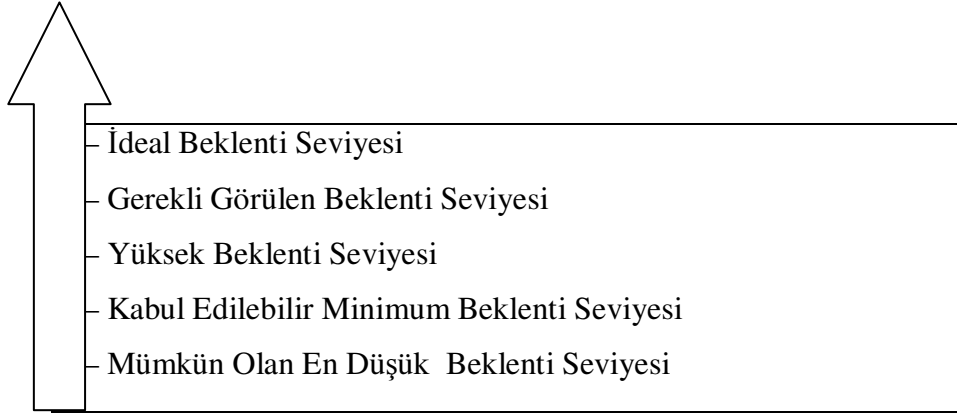 – İdeal Beklenti Seviyesi
– Gerekli Görülen Beklenti Seviyesi
– Yüksek Beklenti Seviyesi
– Kabul Edilebilir Minimum Beklenti Seviyesi
– Mümkün Olan En Düşük  Beklenti Seviyesi